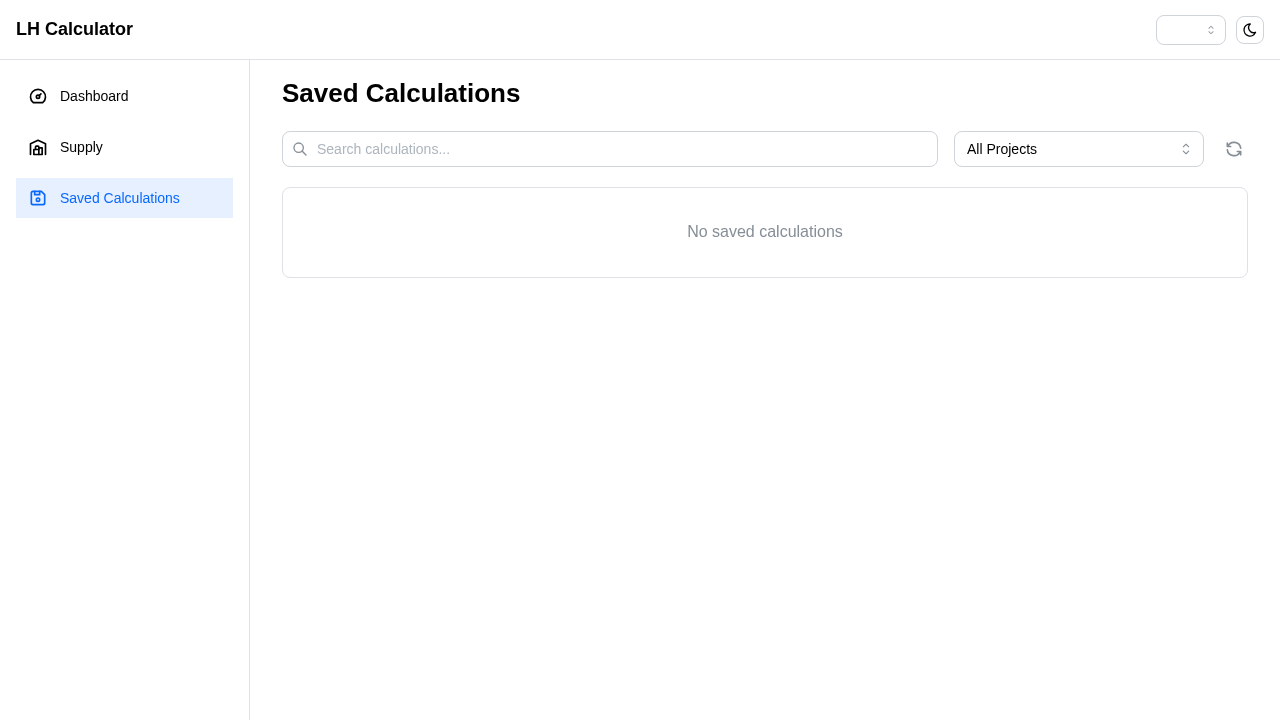 LH Calculator
Dashboard
Supply
Saved Calculations
Saved Calculations
Search calculations...
All Projects
No saved calculations